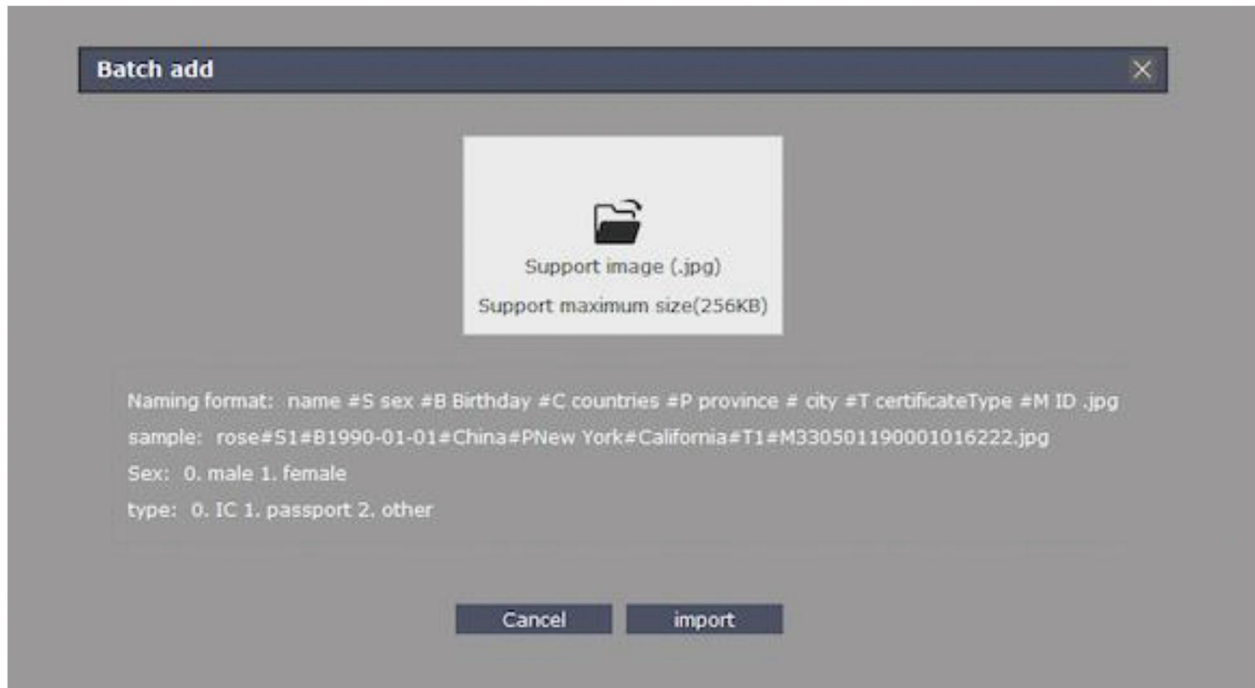 Batch add
Support image (.jpg)
Support maximum size(256KB)
Naming format: name #S sex #B Birthday #C countries #P province # city #T certificateType #M ID .jpg
sample: rose#S1#B1990-01-01#China#PNew York#California#T1#M330501190001016222.jpg
Sex: 0. male 1. female
type: 0. IC 1. passport 2. other
Cancel import